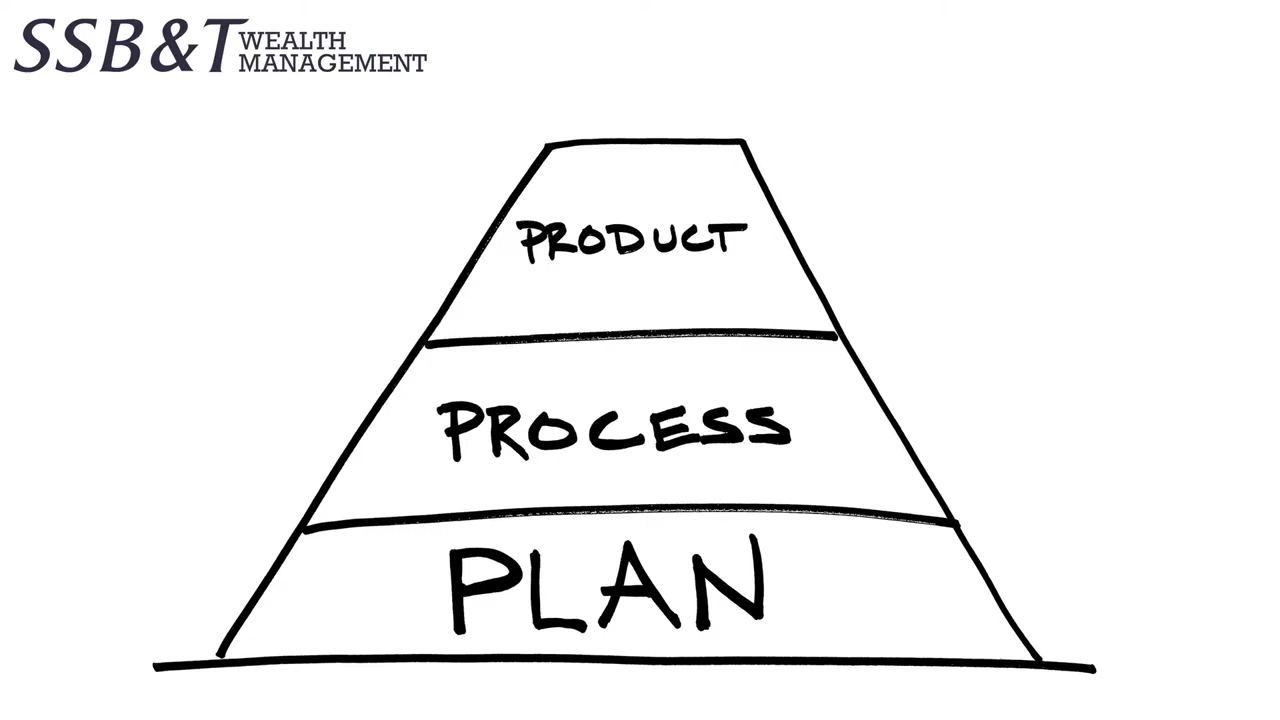 SSB&T WEALTH
MANAGEMENT
PRODUCT
PROCESS
PLAN